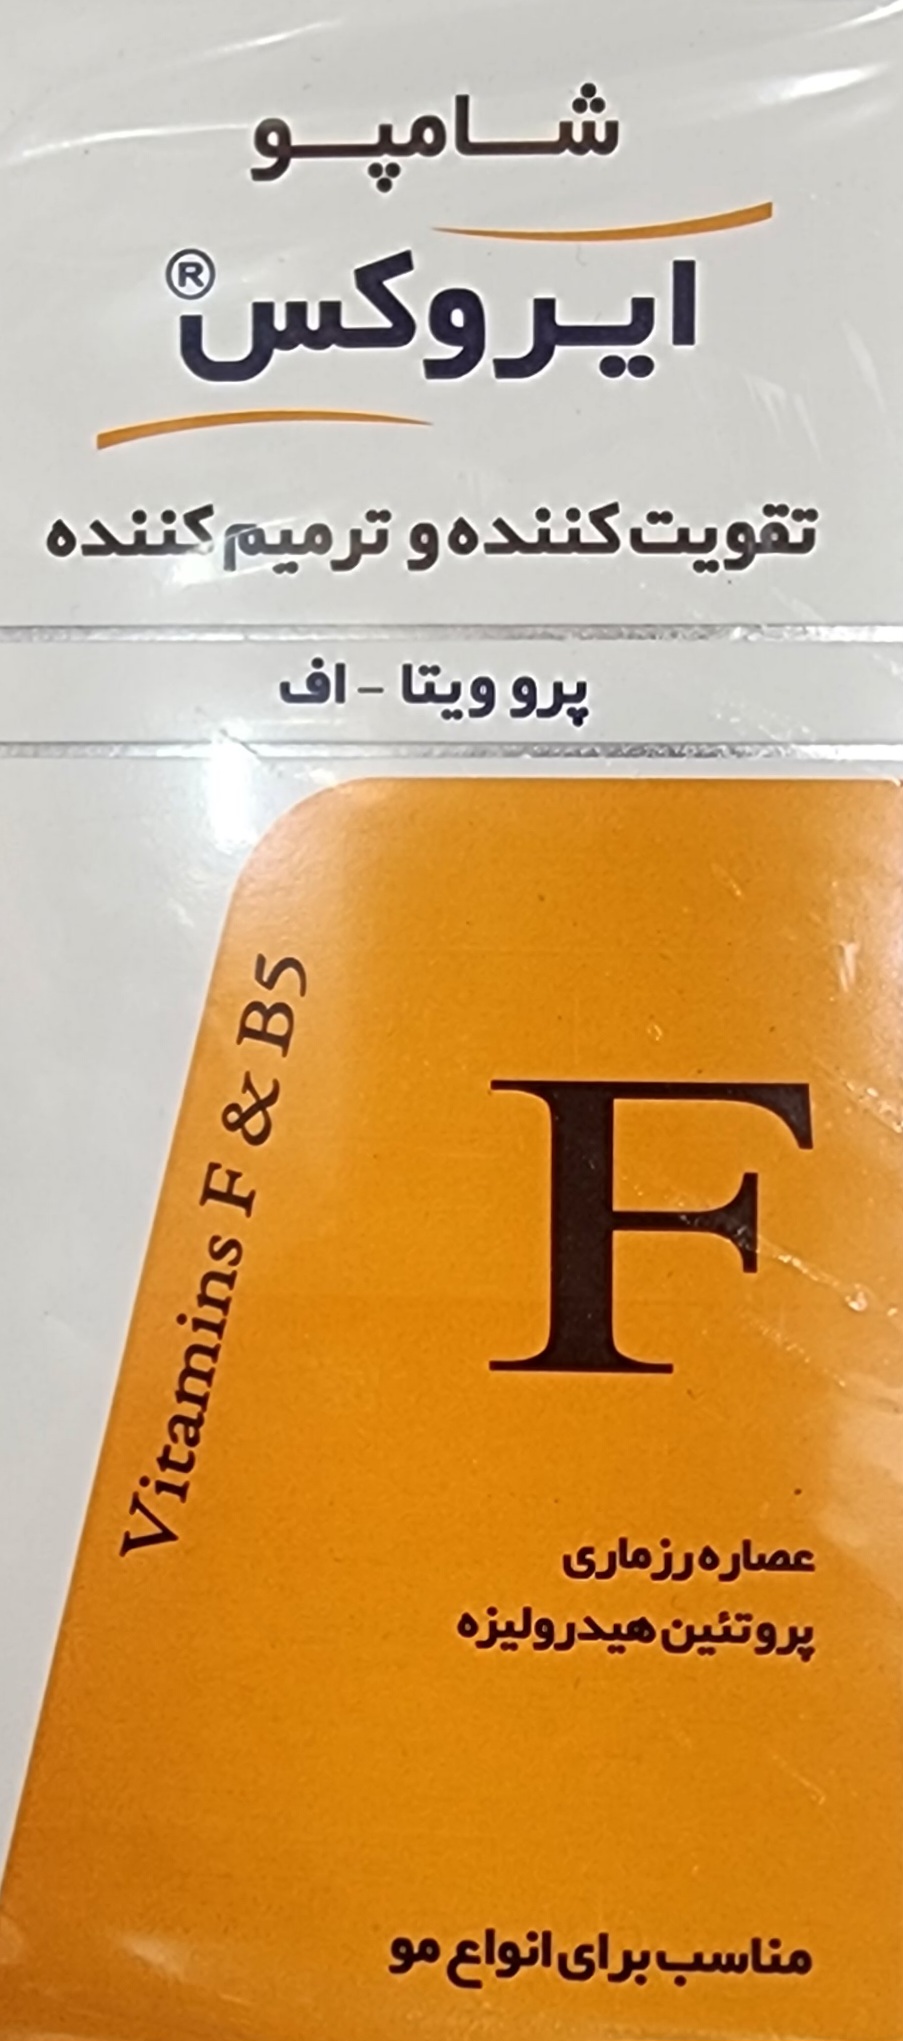 شامپو
ایروکس®
تقویت کننده و ترمیم کننده
پرو ویتا - اف
Vitamins F & B5
F
عصاره رزماری
پروتئین هیدرولیزه
مناسب برای انواع مو